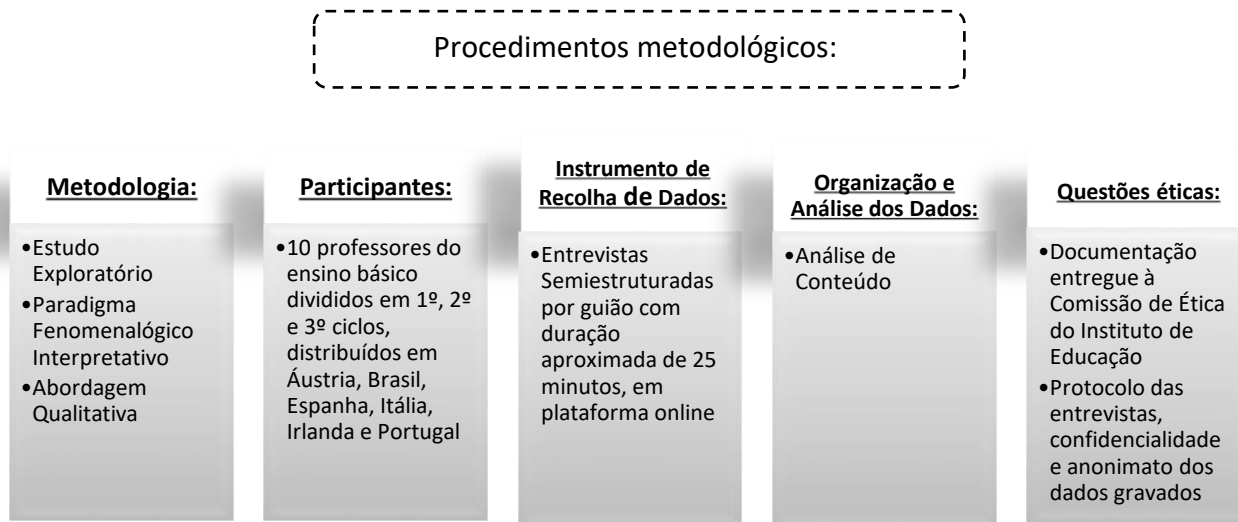 Procedimentos metodológicos:
Metodologia:
•Estudo
Exploratório
•Paradigma
Fenomenalógico
Interpretativo
•Abordagem
Qualitativa
Participantes:
•10 professores do
ensino básico
divididos em 1º, 2º
e 3º ciclos,
distribuídos em
Áustria, Brasil,
Espanha, Itália,
Irlanda e Portugal
Instrumento de
Recolha de Dados:
•Entrevistas
Semiestruturadas
por guião com
duração
aproximada de 25
minutos, em
plataforma online
Organização e
Análise dos Dados:
•Análise de
Conteúdo
Questões éticas:
•Documentação
entregue à
Comissão de Ética
do Instituto de
Educação
•Protocolo das
entrevistas,
confidencialidade
e anonimato dos
dados gravados